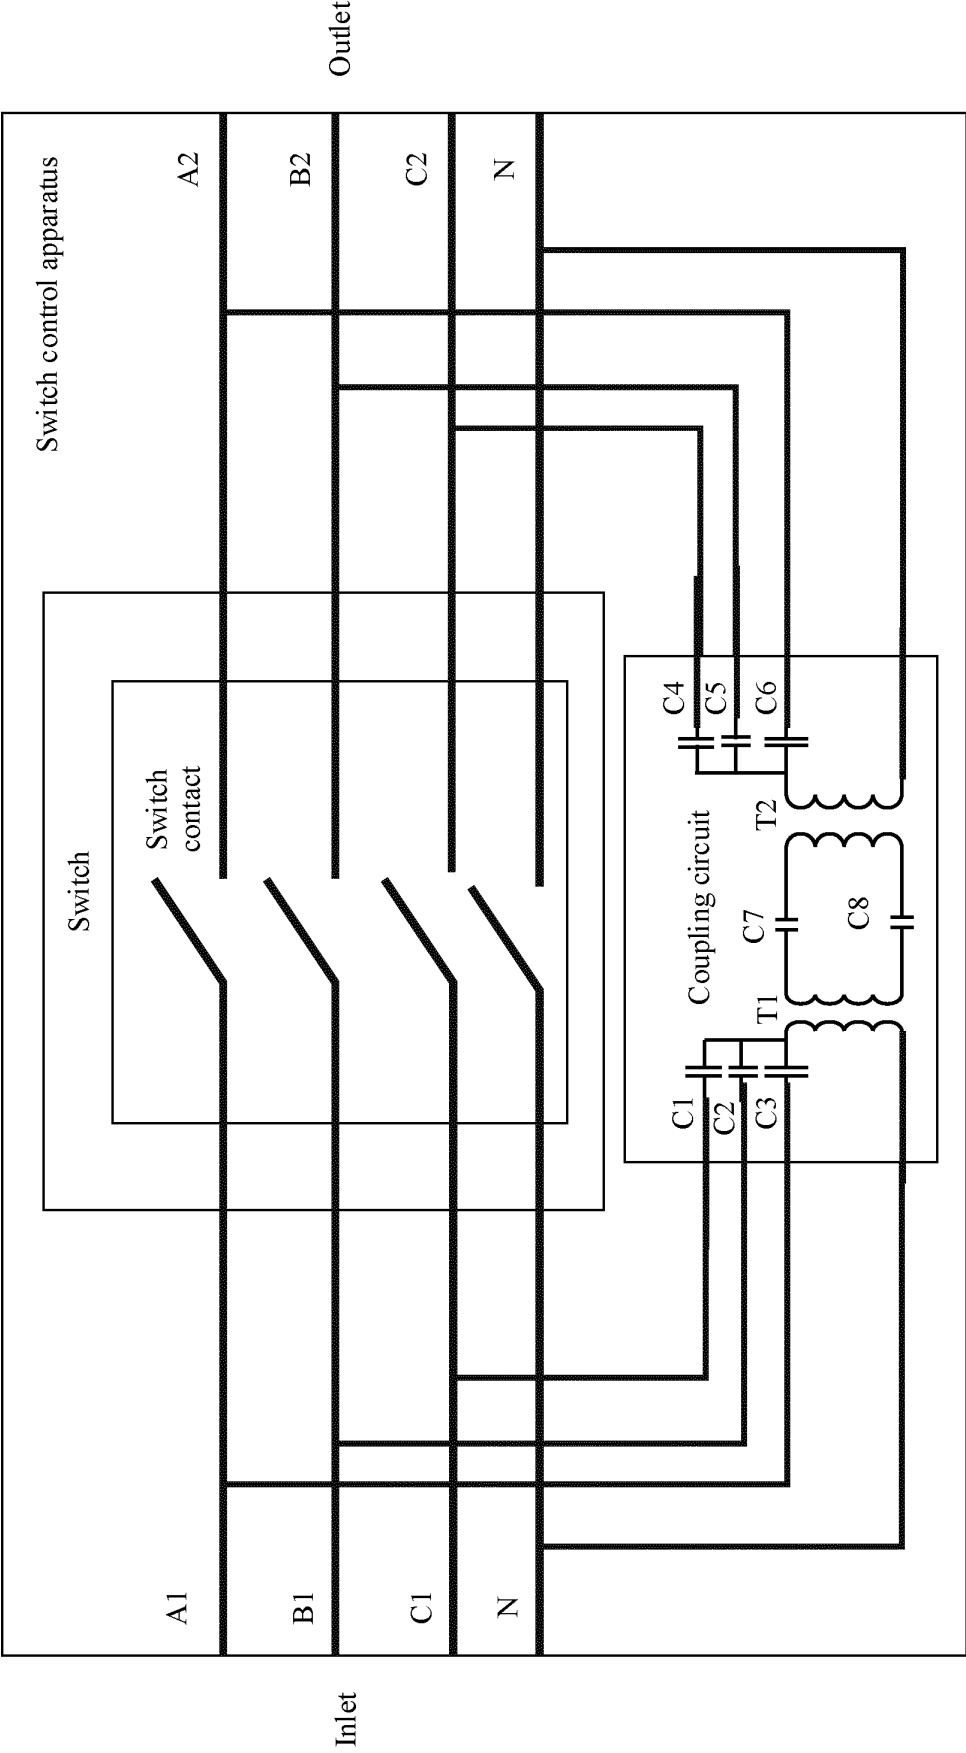 Switch control apparatus
Inlet
Outlet
A1
A2
B1
B2
C1
C2
N
N
Switch
Switch
contact
Coupling circuit
C1
C2
C3
T1
C7
C8
T2
C4
C5
C6